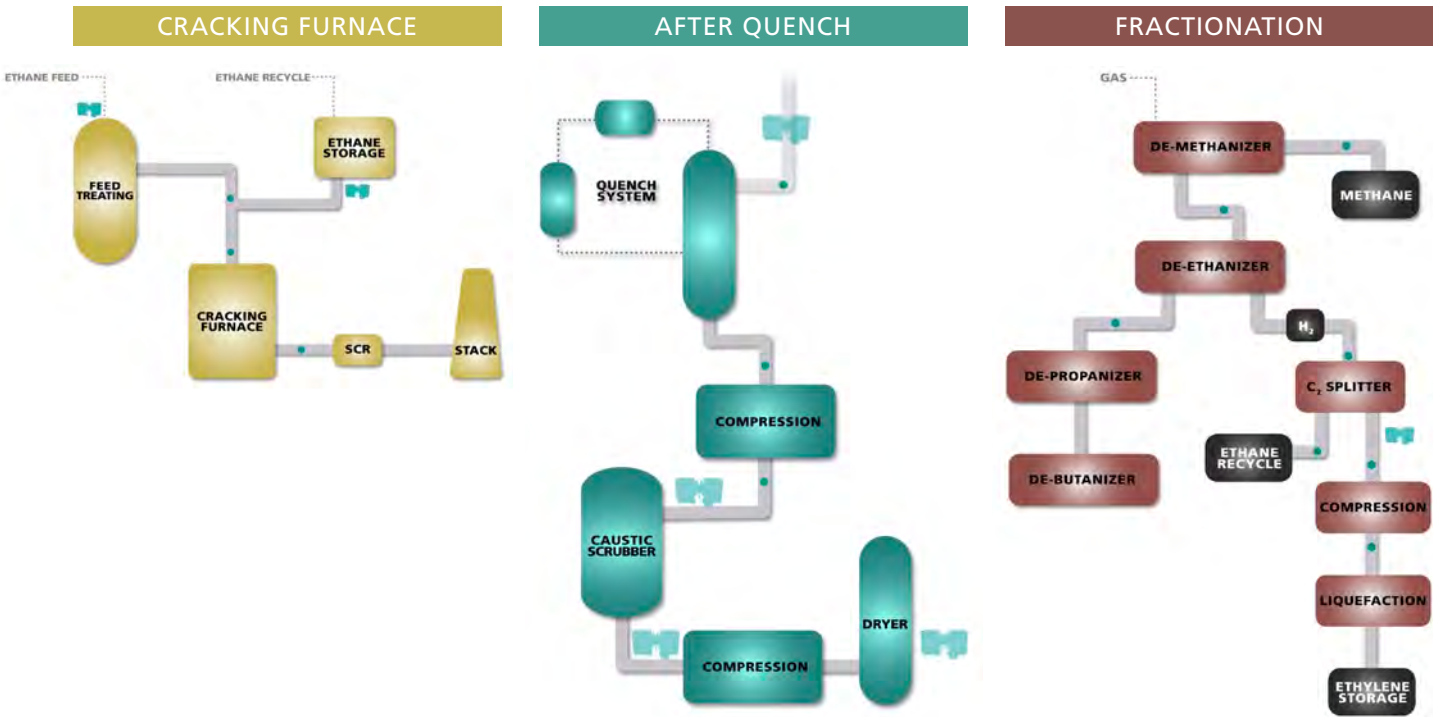 CRACKING FURNACE
ETHANE FEED
ETHANE RECYCLE
FEED
TREATING
ETHANE
STORAGE
CRACKING
FURNACE
SCR
STACK
AFTER QUENCH
QUENCH
SYSTEM
COMPRESSION
CAUSTIC
SCRUBBER
COMPRESSION
DRYER
FRACTIONATION
GAS
DE-METHANIZER
METHANE
DE-ETHANIZER
H₂
DE-PROPANIZER
C₂ SPLITTER
ETHANE
RECYCLE
DE-BUTANIZER
COMPRESSION
LIQUEFACTION
ETHYLENE
STORAGE